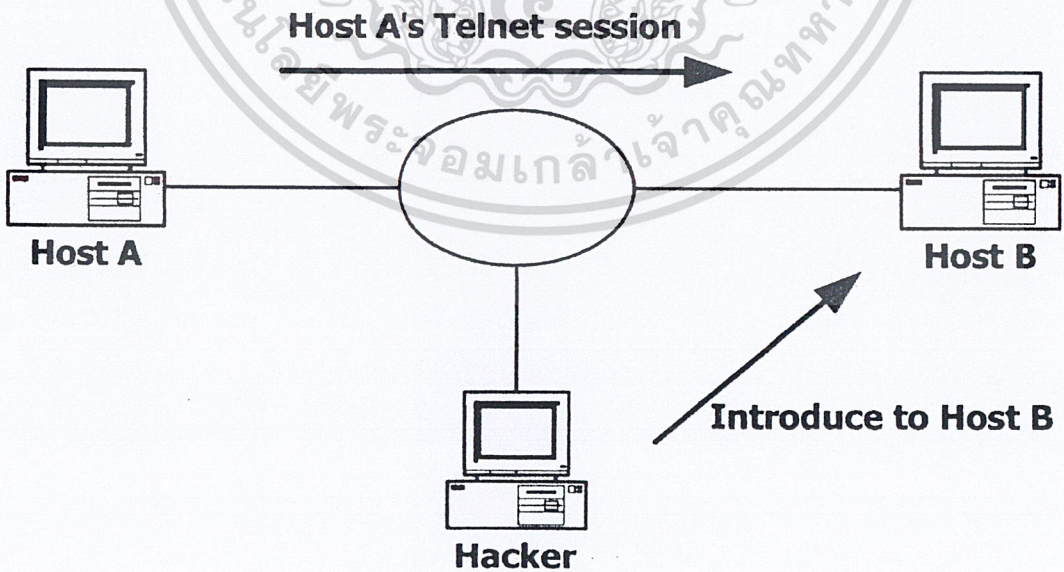 Host A's Telnet session
Host A
Host B
Introduce to Host B
Hacker